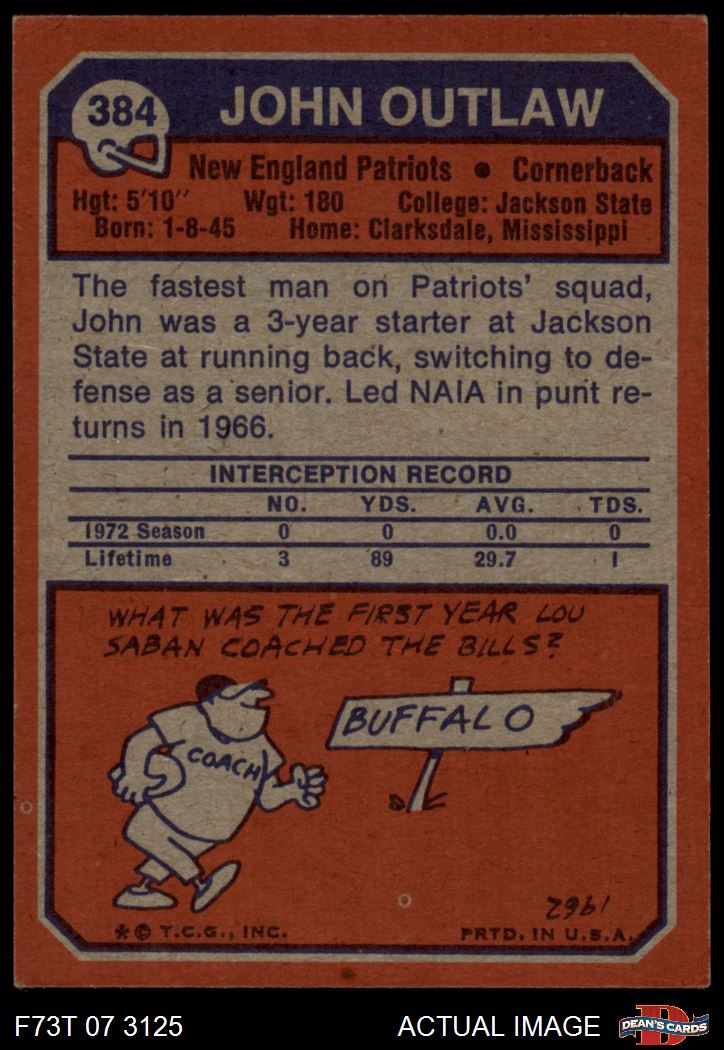 384
JOHN OUTLAW
New England Patriots • Cornerback
Hgt: 5'10" Wgt: 180 College: Jackson State
Born: 1-8-45 Home: Clarksdale, Mississippi
The fastest man on Patriots' squad,
John was a 3-year starter at Jackson
State at running back, switching to de-
fense as a senior. Led NAIA in punt re-
turns in 1966.
INTERCEPTION RECORD
NO. YDS. AVG. TDS.
1972 Season 0 0 0.0 0
Lifetime 3 89 29.7 1
WHAT WAS THE FIRST YEAR LOU
SABAN COACHED THE BILLS?
BUFFALO
COACH
1962
* © T.C.G., INC. PRTD. IN U.S.A.
F73T 07 3125 ACTUAL IMAGE
D
DEAN'S CARDS